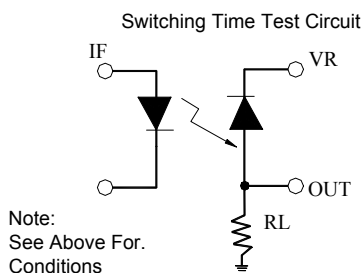 Switching Time Test Circuit
IF
VR
OUT
RL
Note:
See Above For.
Conditions